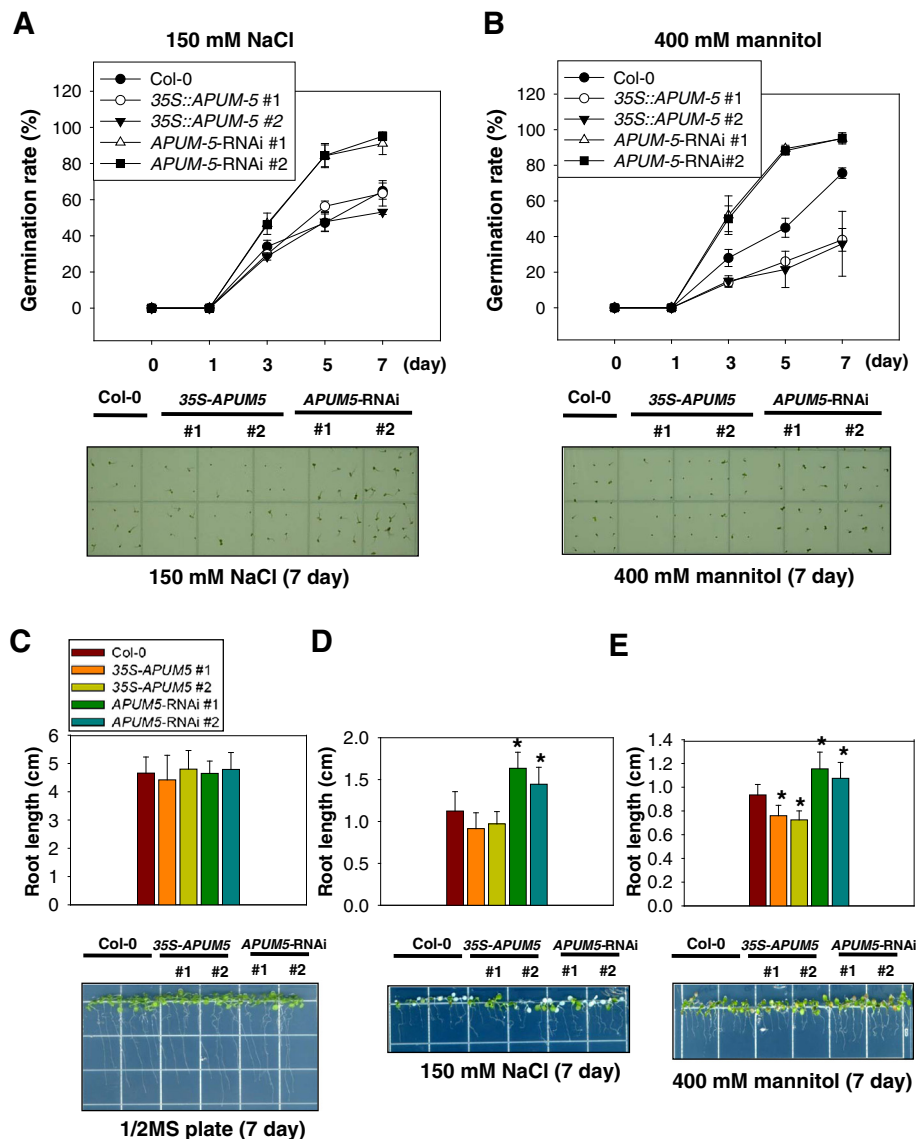 A
150 mM NaCl
Col-0
35S::APUM-5 #1
35S::APUM-5 #2
APUM-5-RNAi #1
APUM-5-RNAi #2
Germination rate (%)
120
100
80
60
40
20
0
0 1 3 5 7 (day)
Col-0 35S-APUM5 APUM5-RNAi
#1 #2 #1 #2
150 mM NaCl (7 day)
B
400 mM mannitol
Col-0
35S::APUM-5 #1
35S::APUM-5 #2
APUM-5-RNAi #1
APUM-5-RNAi#2
Germination rate (%)
120
100
80
60
40
20
0
0 1 3 5 7 (day)
Col-0 35S-APUM5 APUM5-RNAi
#1 #2 #1 #2
400 mM mannitol (7 day)
C
Col-0
35S-APUM5 #1
35S-APUM5 #2
APUM5-RNAi #1
APUM5-RNAi #2
Root length (cm)
6
5
4
3
2
1
0
Col-0 35S-APUM5 APUM5-RNAi
#1 #2 #1 #2
1/2MS plate (7 day)
D
Root length (cm)
2.0
1.5
1.0
0.5
0.0
* *
Col-0 35S-APUM5 APUM5-RNAi
#1 #2 #1 #2
150 mM NaCl (7 day)
E
Root length (cm)
1.4
1.2
1.0
0.8
0.6
0.4
0.2
0.0
* * * *
Col-0 35S-APUM5 APUM5-RNAi
#1 #2 #1 #2
400 mM mannitol (7 day)